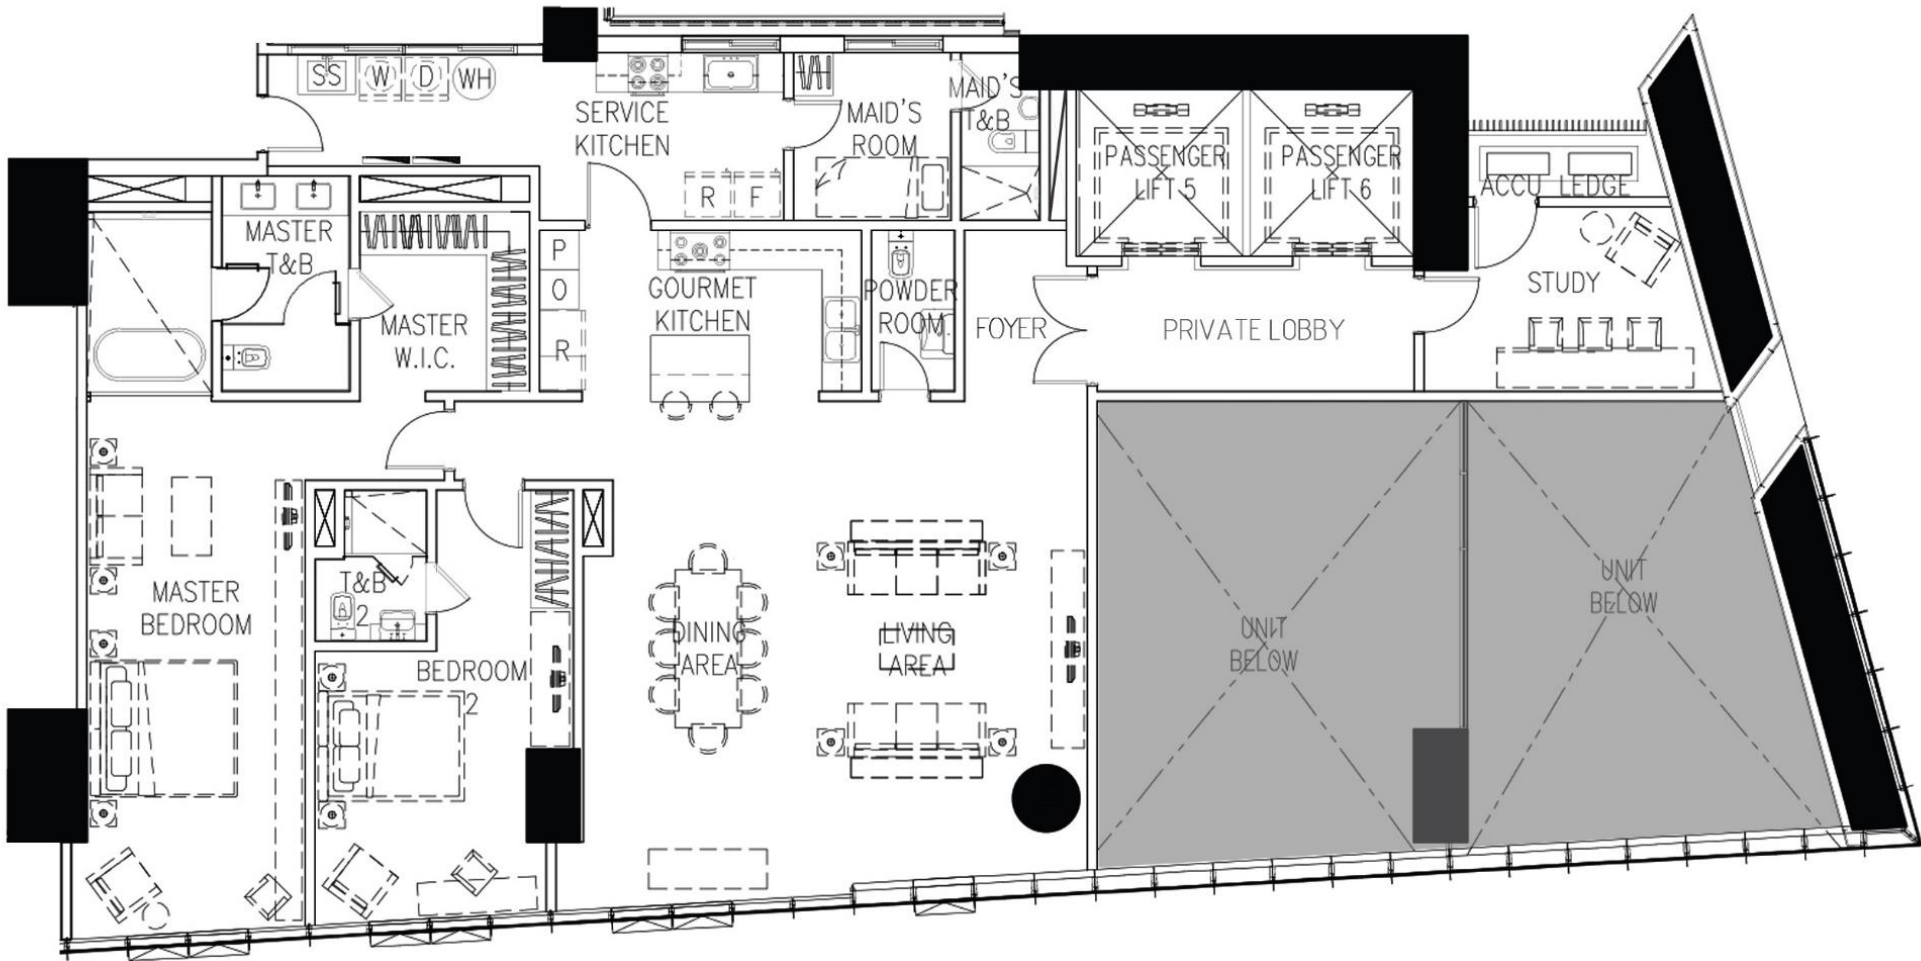 SS
W
D
WH
SERVICE
KITCHEN
MAID'S
ROOM
MAID'S
T&B
R
F
PASSENGER
LIFT 5
PASSENGER
LIFT 6
ACCU LEDGE
STUDY
MASTER
T&B
MASTER
W.I.C.
P
O
R
GOURMET
KITCHEN
POWDER
ROOM
FOYER
PRIVATE LOBBY
MASTER
BEDROOM
T&B
2
BEDROOM
2
DINING
AREA
LIVING
AREA
UNIT
BELOW
UNIT
BELOW